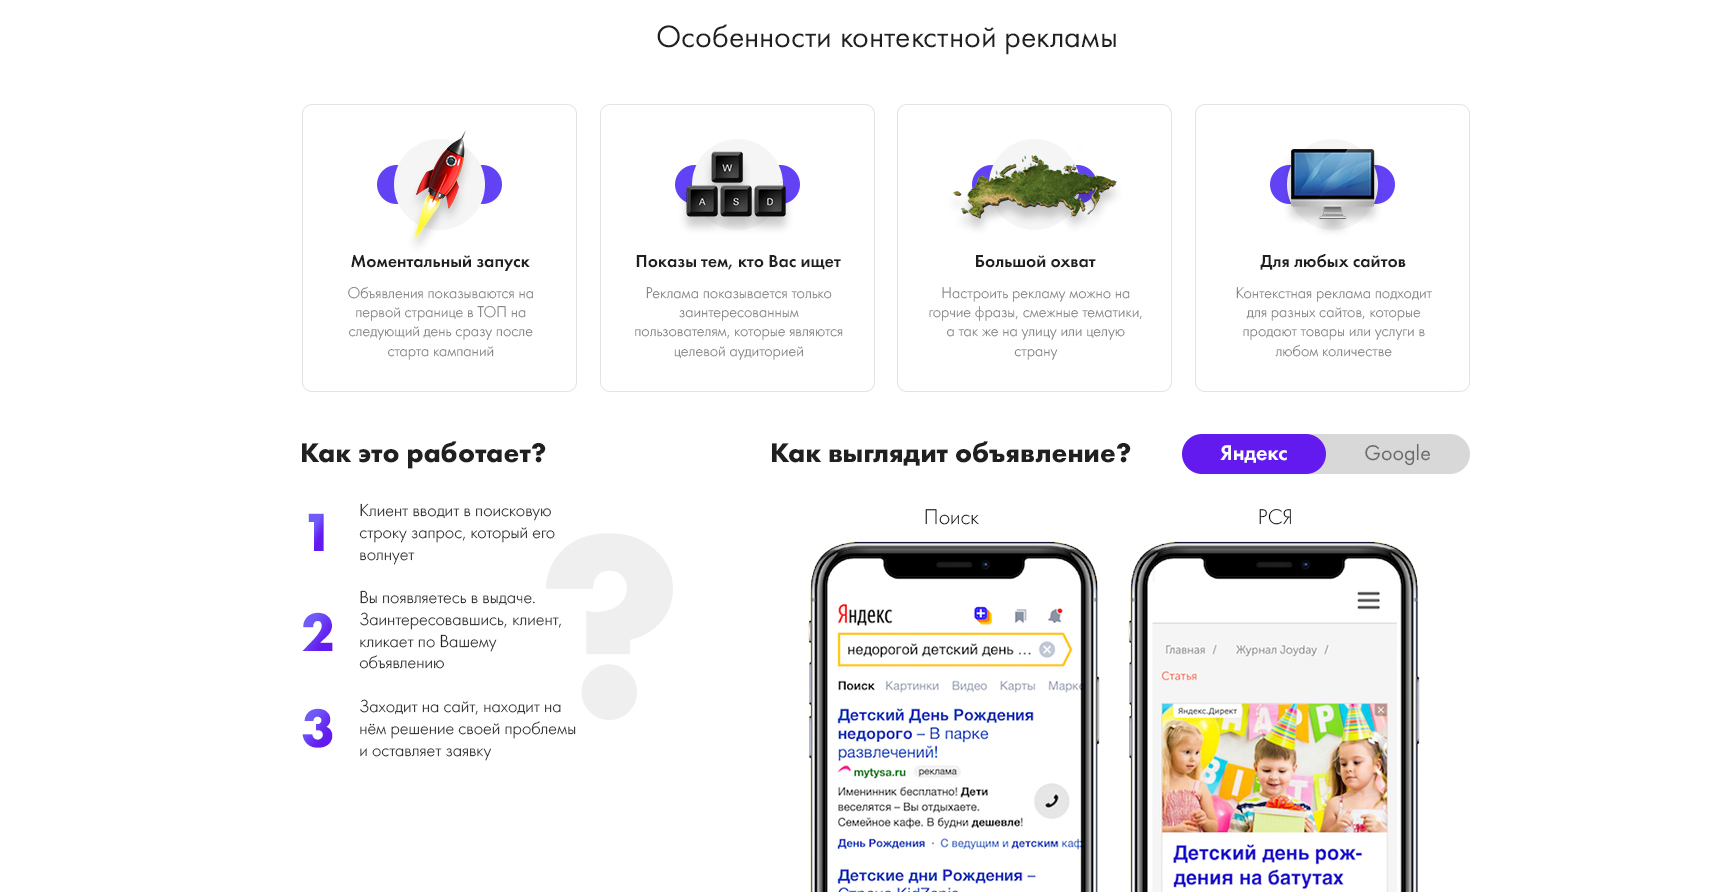 Особенности контекстной рекламы
W
A S D
Моментальный запуск
Объявления показываются на
первой странице в ТОП на
следующий день сразу после
старта кампаний
Показы тем, кто Вас ищет
Реклама показывается только
заинтересованным
пользователям, которые являются
целевой аудиторией
Большой охват
Настроить рекламу можно на
горчие фразы, смежные тематики,
а так же на улицу или целую
страну
Для любых сайтов
Контекстная реклама подходит
для разных сайтов, которые
продают товары или услуги в
любом количестве
Как это работает?
1
Клиент вводит в поисковую
строку запрос, который его
волнует
2
Вы появляетесь в выдаче.
Заинтересовавшись, клиент,
кликает по Вашему
объявлению
3
Заходит на сайт, находит на
нём решение своей проблемы
и оставляет заявку
?
Как выглядит объявление?
Яндекс Google
Поиск
Яндекс
недорогой детский день ...
Поиск Картинки Видео Карты Марке
Детский День Рождения
недорого – В парке
развлечений!
mytysa.ru реклама
Именинник бесплатно! Дети
веселятся – Вы отдыхаете.
Семейное кафе. В будни дешевле!
День Рождения · С ведущим и детским каф
Детские дни Рождения –
Страна KidZania
РСЯ
Главная / Журнал Joyday /
Статья
Яндекс.Директ
HAPP
BIT
Детский день рож-
дения на батутах